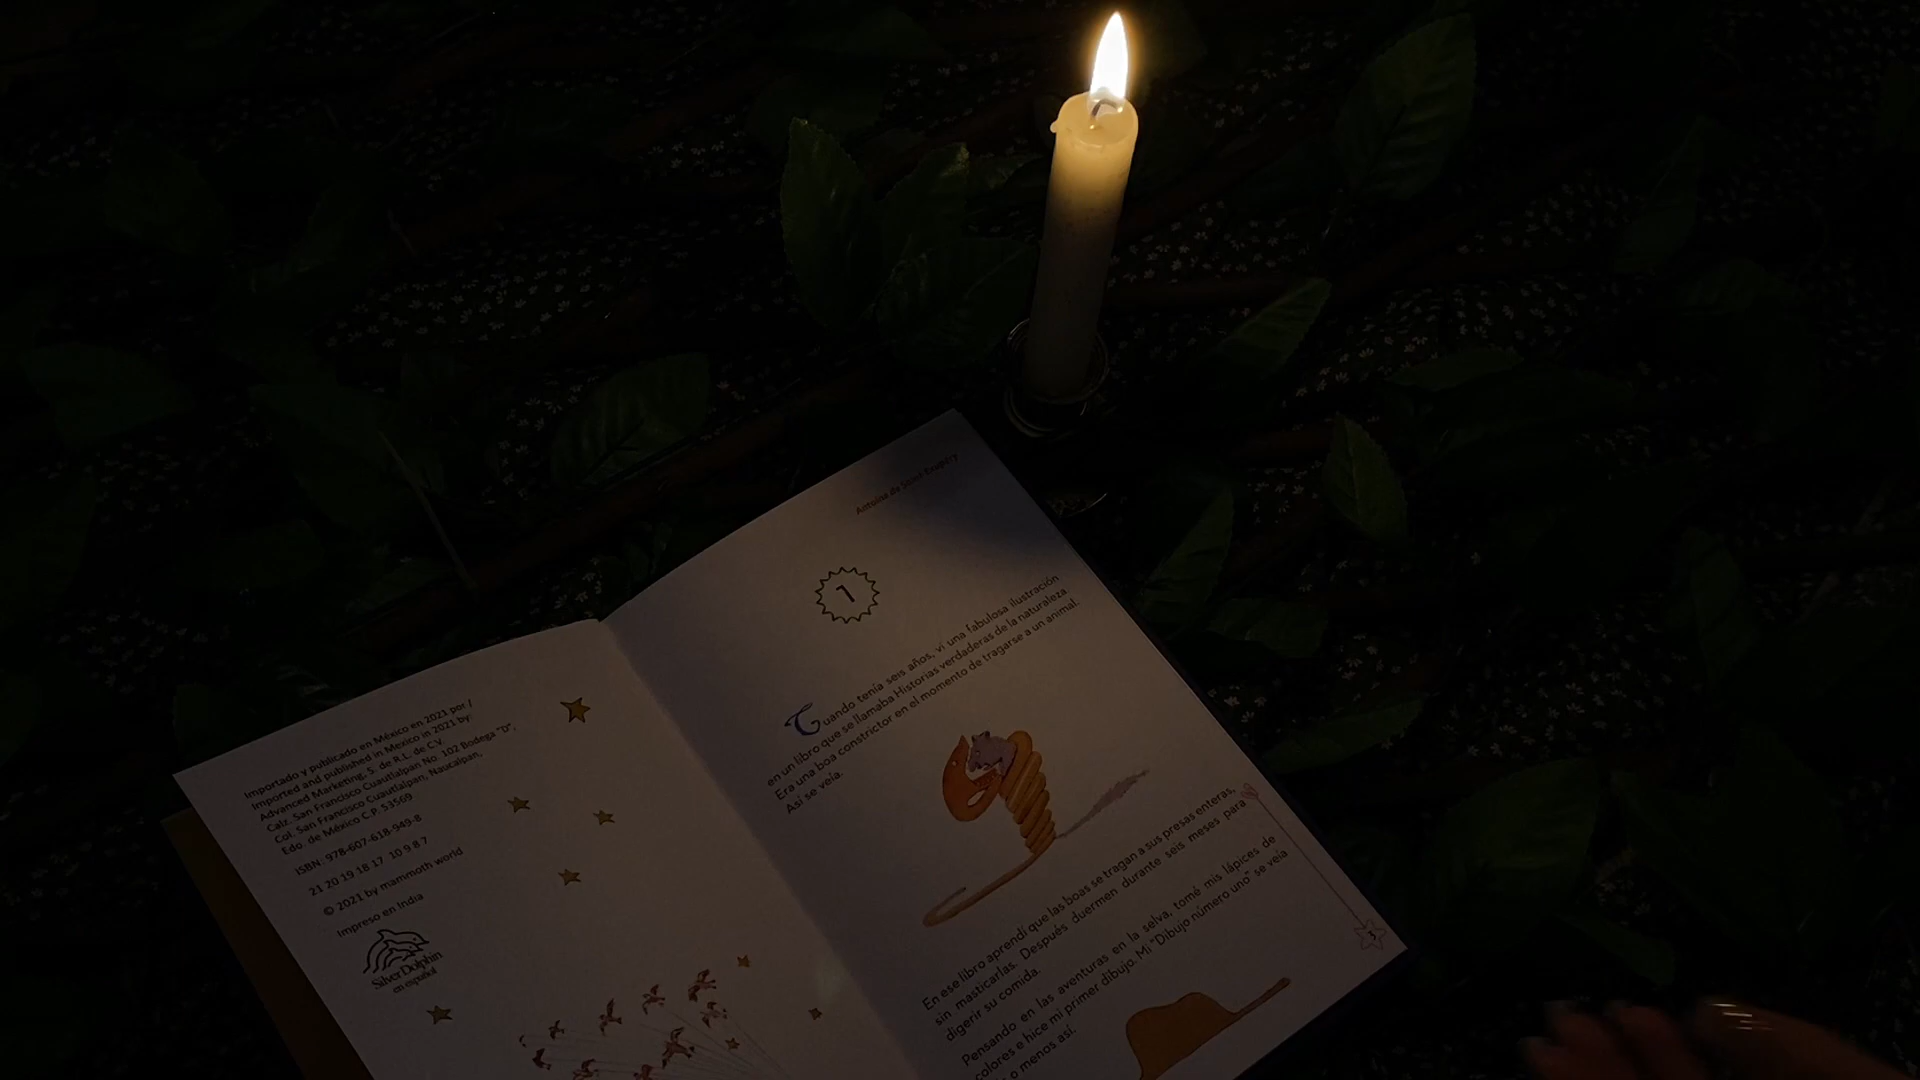 Importado y publicado en México en 2021 por /
Imported and published in Mexico in 2021 by:
Advanced Marketing, S. de R.L. de C.V.
Calz. San Francisco Cuautlalpan No. 102 Bodega "D",
Col. San Francisco Cuautlalpan, Naucalpan,
Edo. de México C.P. 53569
ISBN: 978-607-618-949-8
21 20 19 18 17 10 9 8 7
© 2021 by mammoth world
Impreso en India
Silver Dolphin
en español
Antoine de Saint-Exupéry
1
Cuando tenía seis años, vi una fabulosa ilustración
en un libro que se llamaba Historias verdaderas de la naturaleza.
Era una boa constrictor en el momento de tragarse a un animal.
Así se veía.
En ese libro aprendí que las boas se tragan a sus presas enteras,
sin masticarlas. Después duermen durante seis meses para
digerir su comida.
Pensando en las aventuras en la selva, tomé mis lápices de
colores e hice mi primer dibujo. Mi "Dibujo número uno" se veía
o menos así.